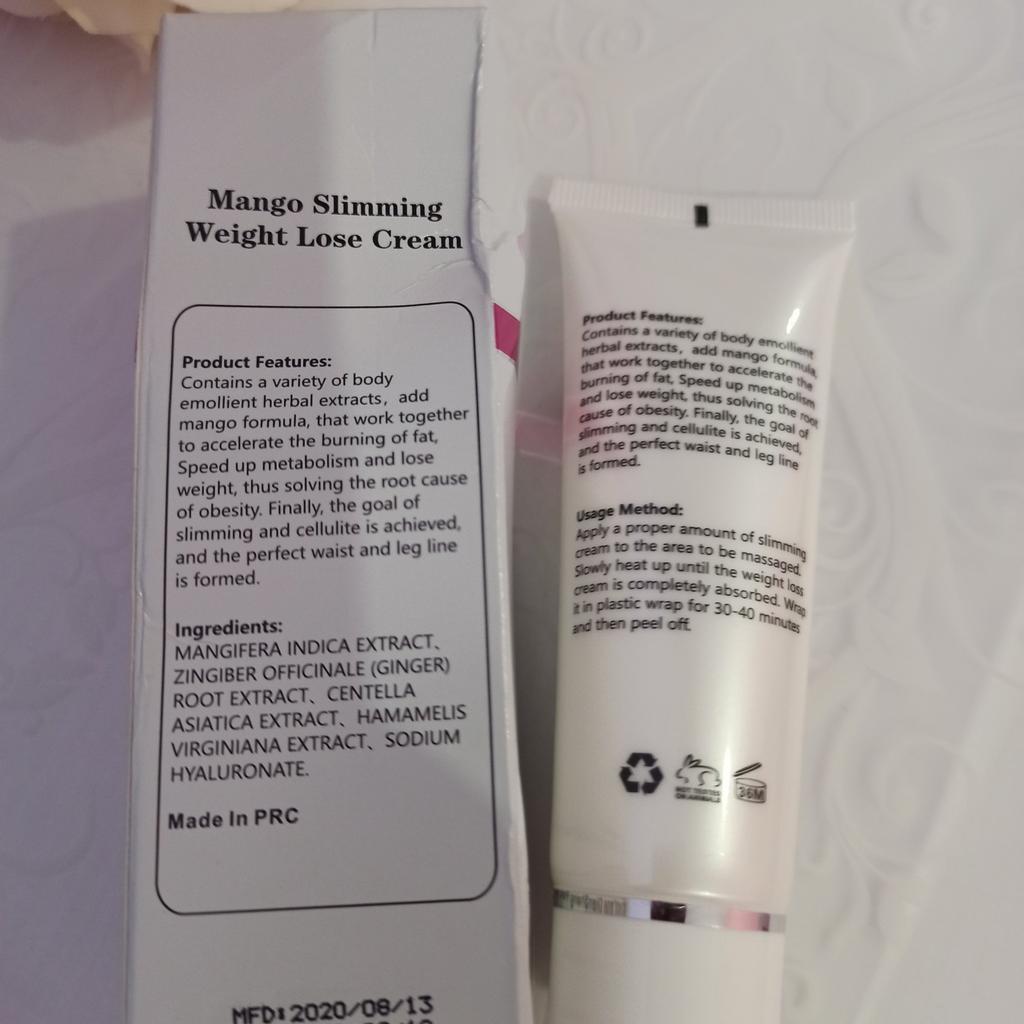 Mango Slimming
Weight Lose Cream
Product Features:
Contains a variety of body
emollient herbal extracts，add
mango formula, that work together
to accelerate the burning of fat,
Speed up metabolism and lose
weight, thus solving the root cause
of obesity. Finally, the goal of
slimming and cellulite is achieved,
and the perfect waist and leg line
is formed.
Ingredients:
MANGIFERA INDICA EXTRACT、
ZINGIBER OFFICINALE (GINGER)
ROOT EXTRACT、CENTELLA
ASIATICA EXTRACT、HAMAMELIS
VIRGINIANA EXTRACT、SODIUM
HYALURONATE.
Made In PRC
MFD:2020/08/13
Product Features:
Contains a variety of body emollient
herbal extracts，add mango formula,
that work together to accelerate the
burning of fat, Speed up metabolism
and lose weight, thus solving the root
cause of obesity. Finally, the goal of
slimming and cellulite is achieved,
and the perfect waist and leg line
is formed.
Usage Method:
Apply a proper amount of slimming
cream to the area to be massaged.
Slowly heat up until the weight loss
cream is completely absorbed. Wrap
it in plastic wrap for 30-40 minutes
and then peel off.
NOT TESTED
ON ANIMALS
36M